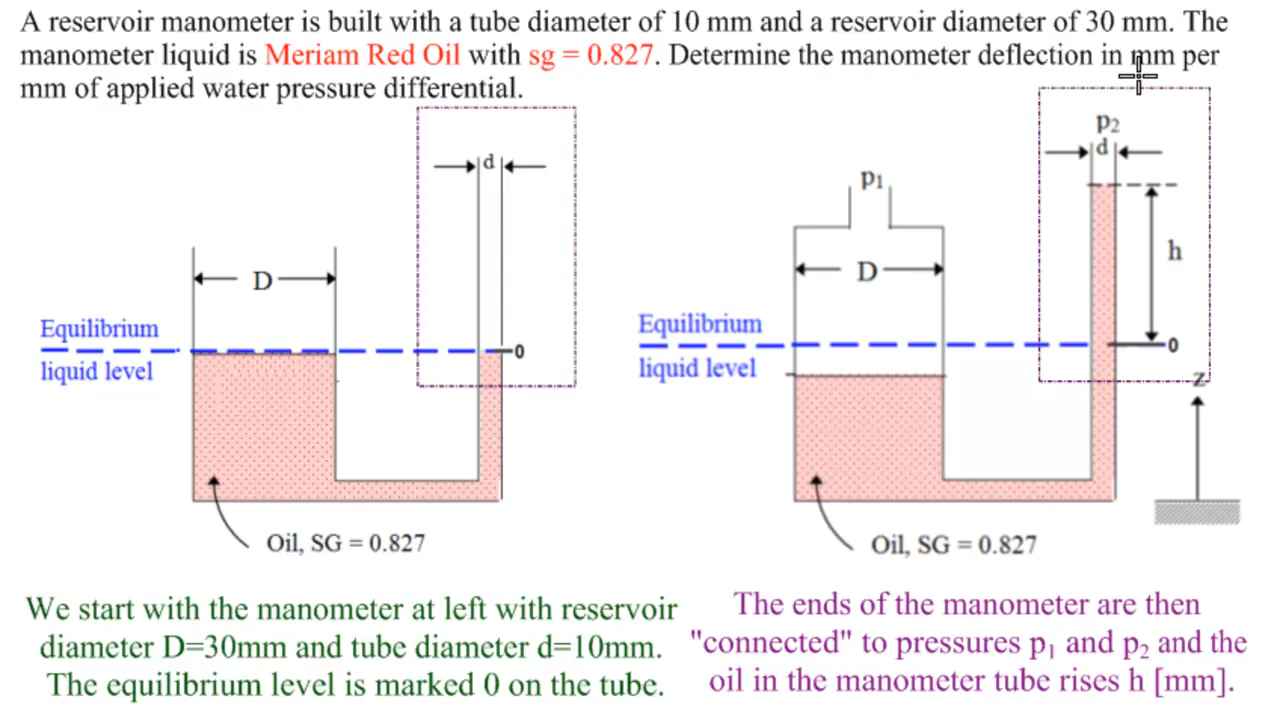 A reservoir manometer is built with a tube diameter of 10 mm and a reservoir diameter of 30 mm. The
manometer liquid is Meriam Red Oil with sg = 0.827. Determine the manometer deflection in mm per
mm of applied water pressure differential.
d
D
Equilibrium
liquid level
0
Oil, SG = 0.827
p2
d
p1
h
D
Equilibrium
liquid level
0
z
Oil, SG = 0.827
We start with the manometer at left with reservoir
diameter D=30mm and tube diameter d=10mm.
The equilibrium level is marked 0 on the tube.
The ends of the manometer are then
"connected" to pressures p₁ and p₂ and the
oil in the manometer tube rises h [mm].